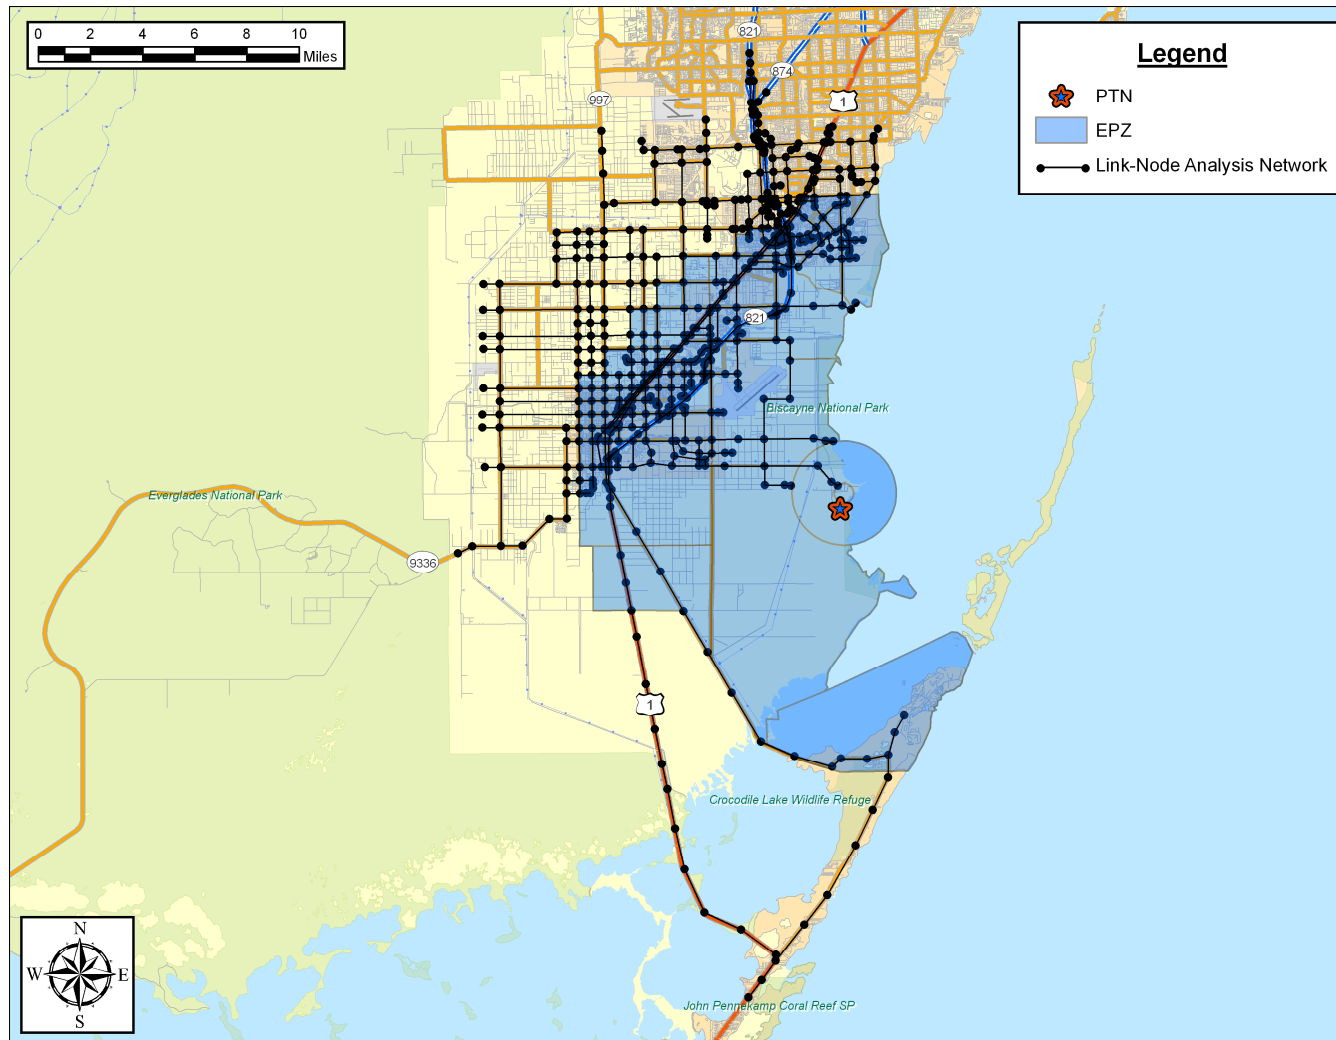 0 2 4 6 8 10
Miles
821
874
997
1
Legend
PTN
EPZ
Link-Node Analysis Network
821
Biscayne National Park
Everglades National Park
9336
1
Crocodile Lake Wildlife Refuge
John Pennekamp Coral Reef SP
N
W E
S